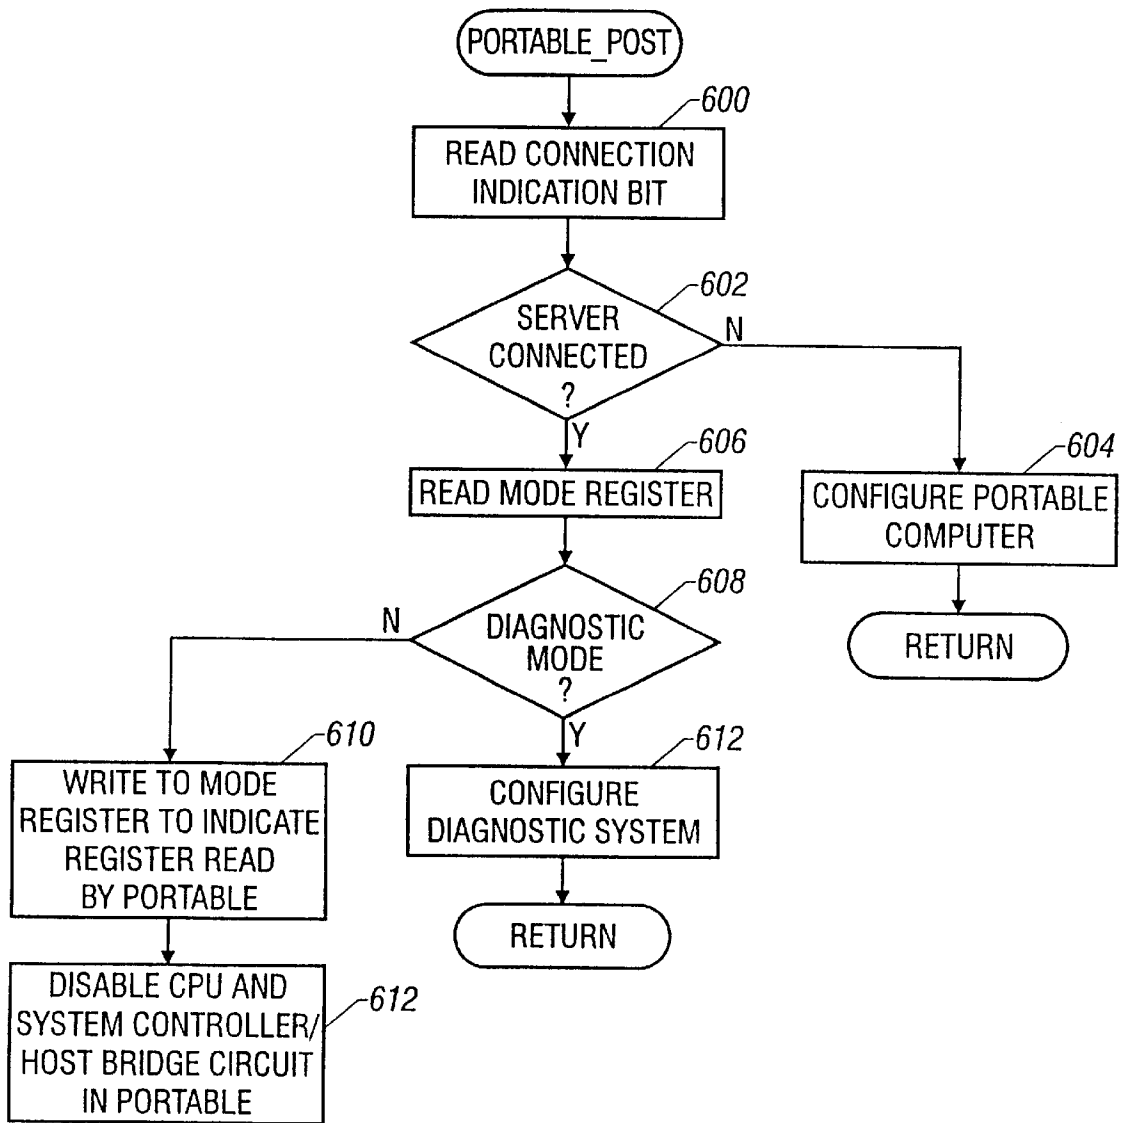 PORTABLE_POST
600
READ CONNECTION
INDICATION BIT
602
SERVER
CONNECTED
?
N
Y
606
READ MODE REGISTER
604
CONFIGURE PORTABLE
COMPUTER
RETURN
608
DIAGNOSTIC
MODE
?
N
Y
610
WRITE TO MODE
REGISTER TO INDICATE
REGISTER READ
BY PORTABLE
612
CONFIGURE
DIAGNOSTIC SYSTEM
RETURN
DISABLE CPU AND
SYSTEM CONTROLLER/
HOST BRIDGE CIRCUIT
IN PORTABLE
612